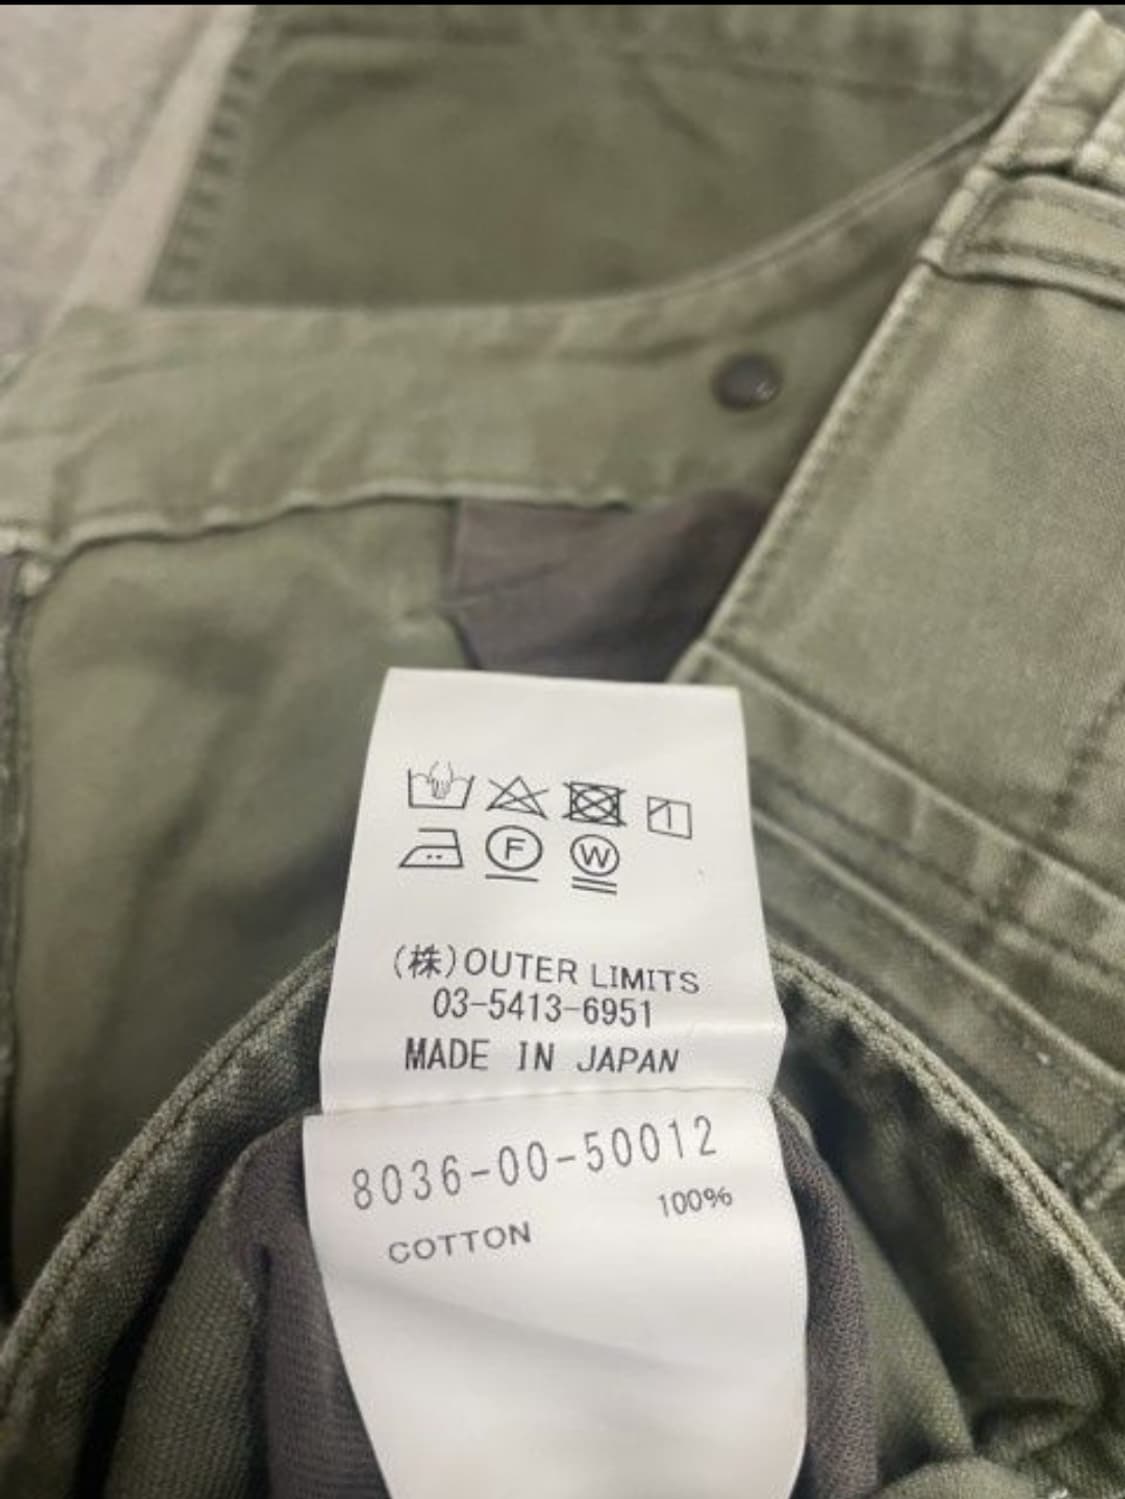 F W
(株)OUTER LIMITS
03-5413-6951
MADE IN JAPAN
8036-00-50012
100%
COTTON